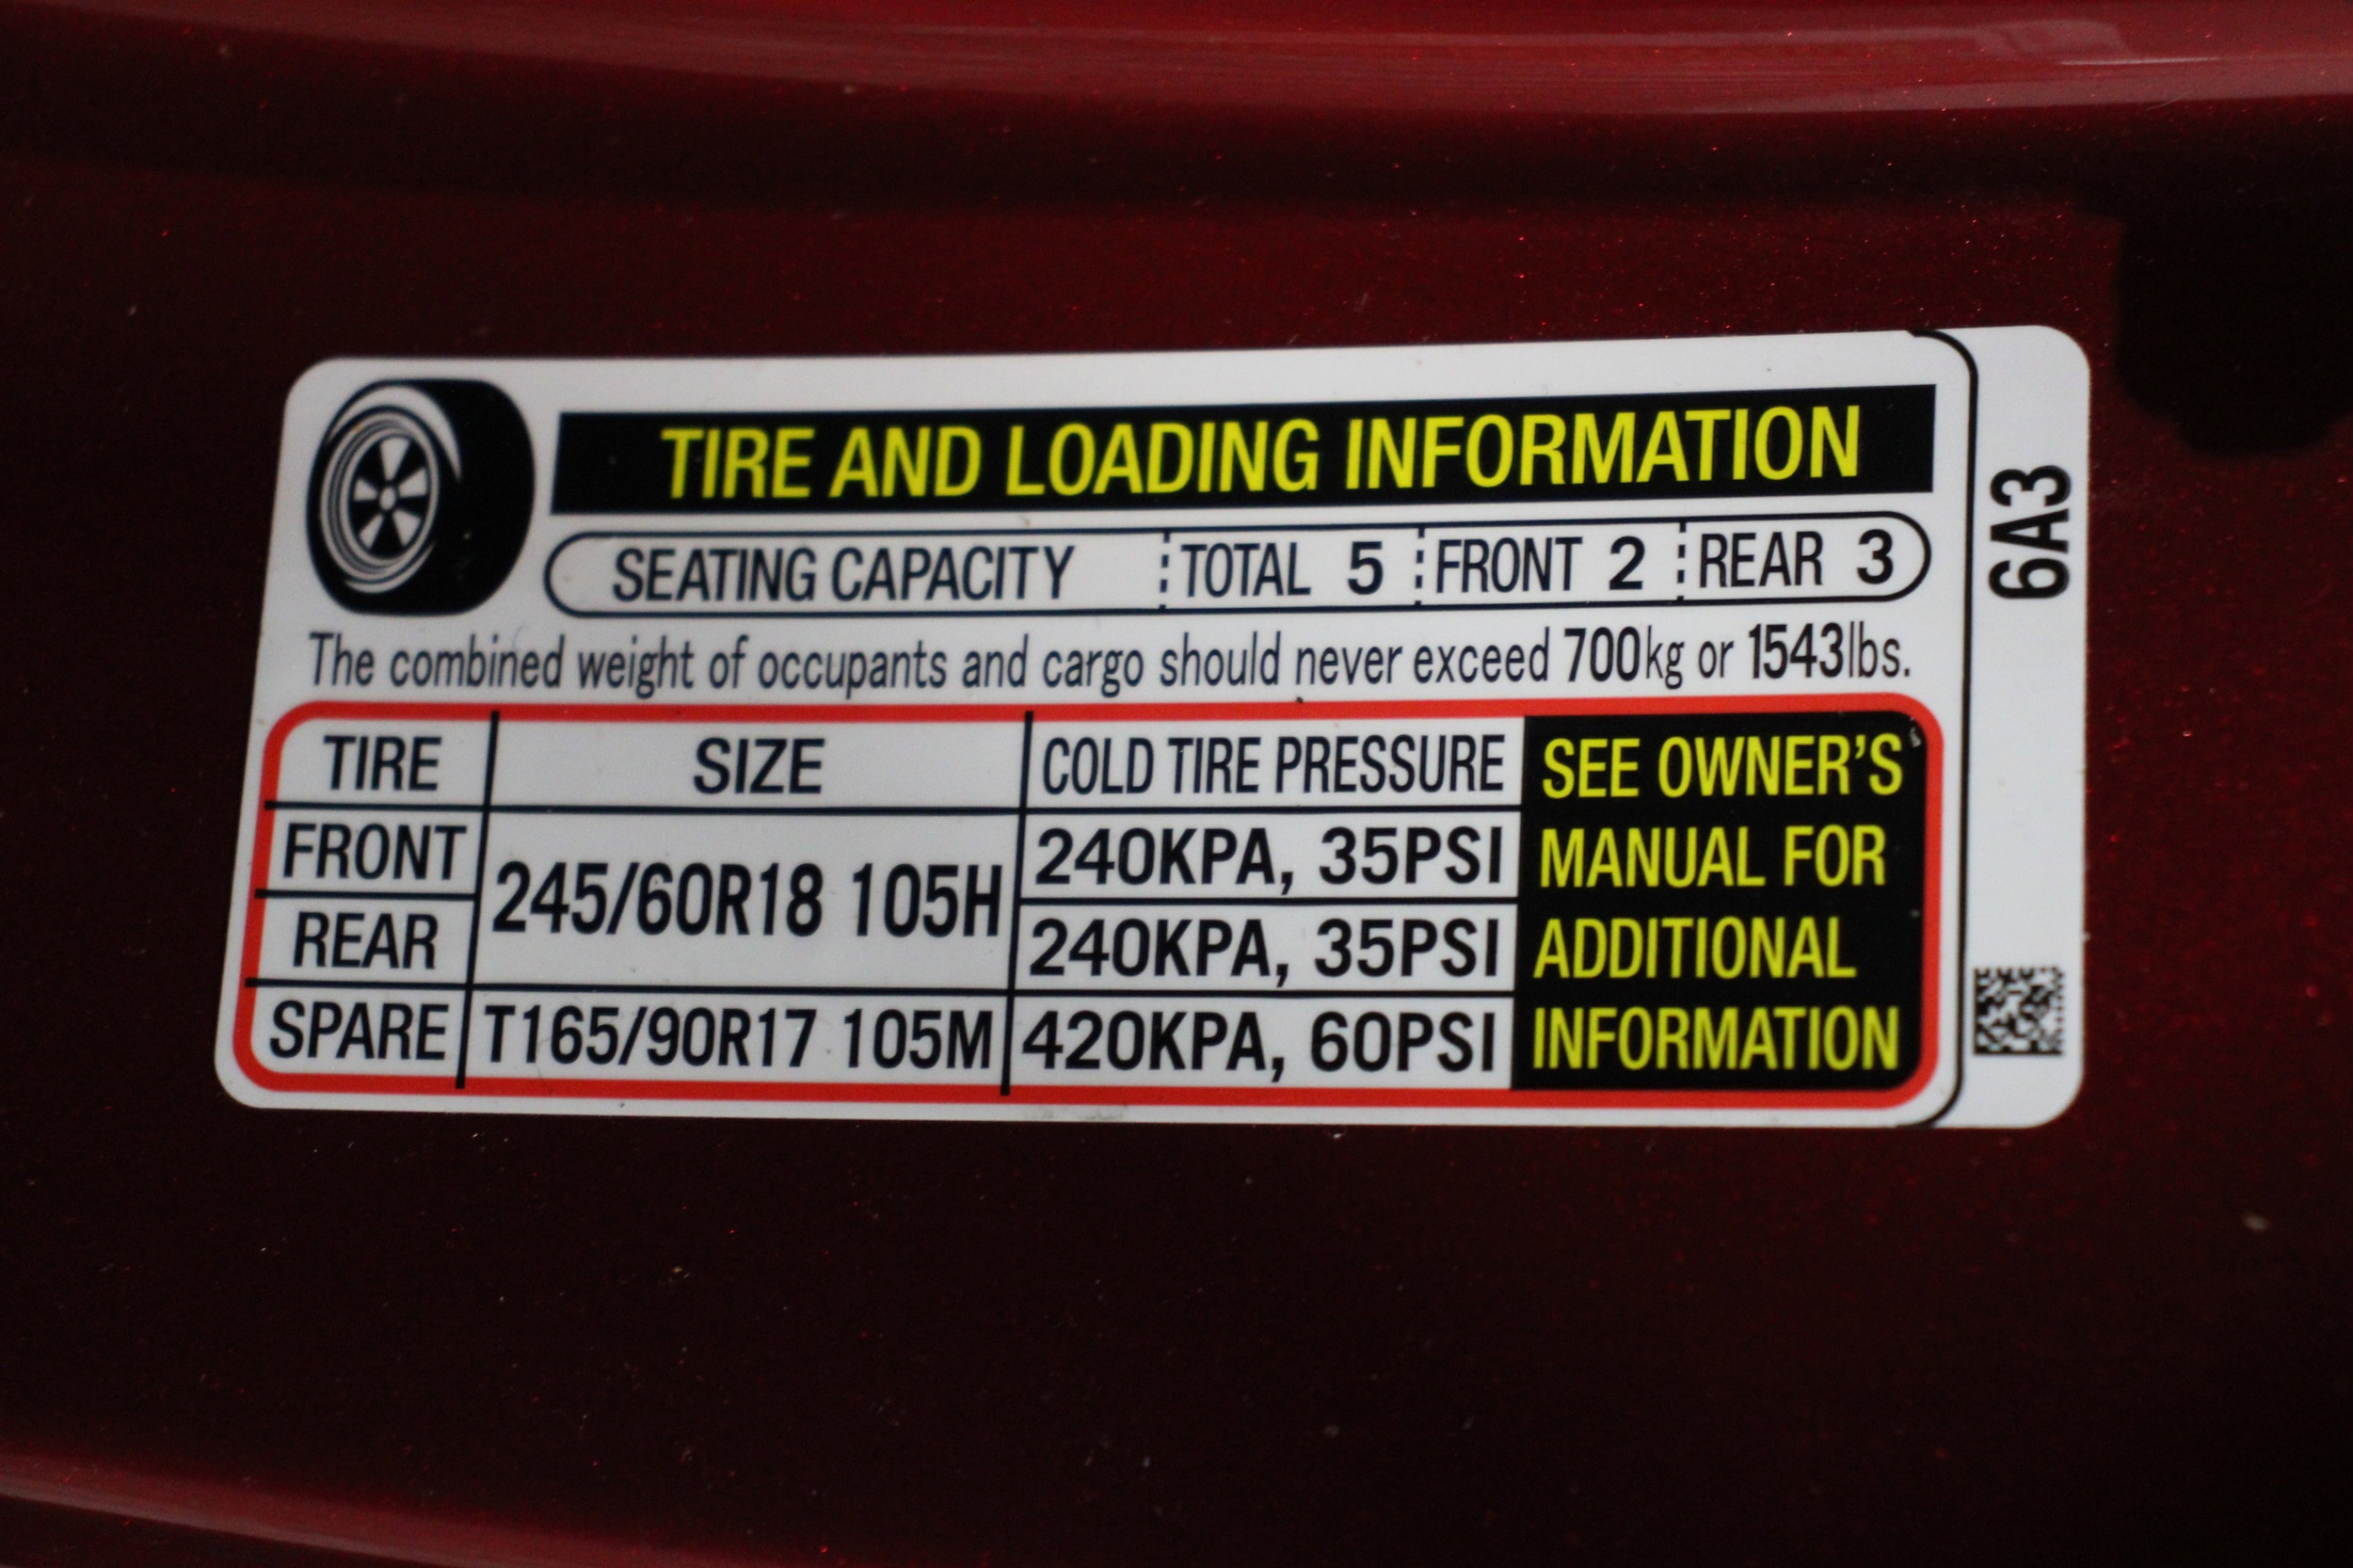 TIRE AND LOADING INFORMATION
SEATING CAPACITY TOTAL 5 FRONT 2 REAR 3
The combined weight of occupants and cargo should never exceed 700kg or 1543lbs.
TIRE SIZE COLD TIRE PRESSURE SEE OWNER'S
FRONT 245/60R18 105H 240KPA, 35PSI MANUAL FOR
REAR 240KPA, 35PSI ADDITIONAL
SPARE T165/90R17 105M 420KPA, 60PSI INFORMATION
6A3